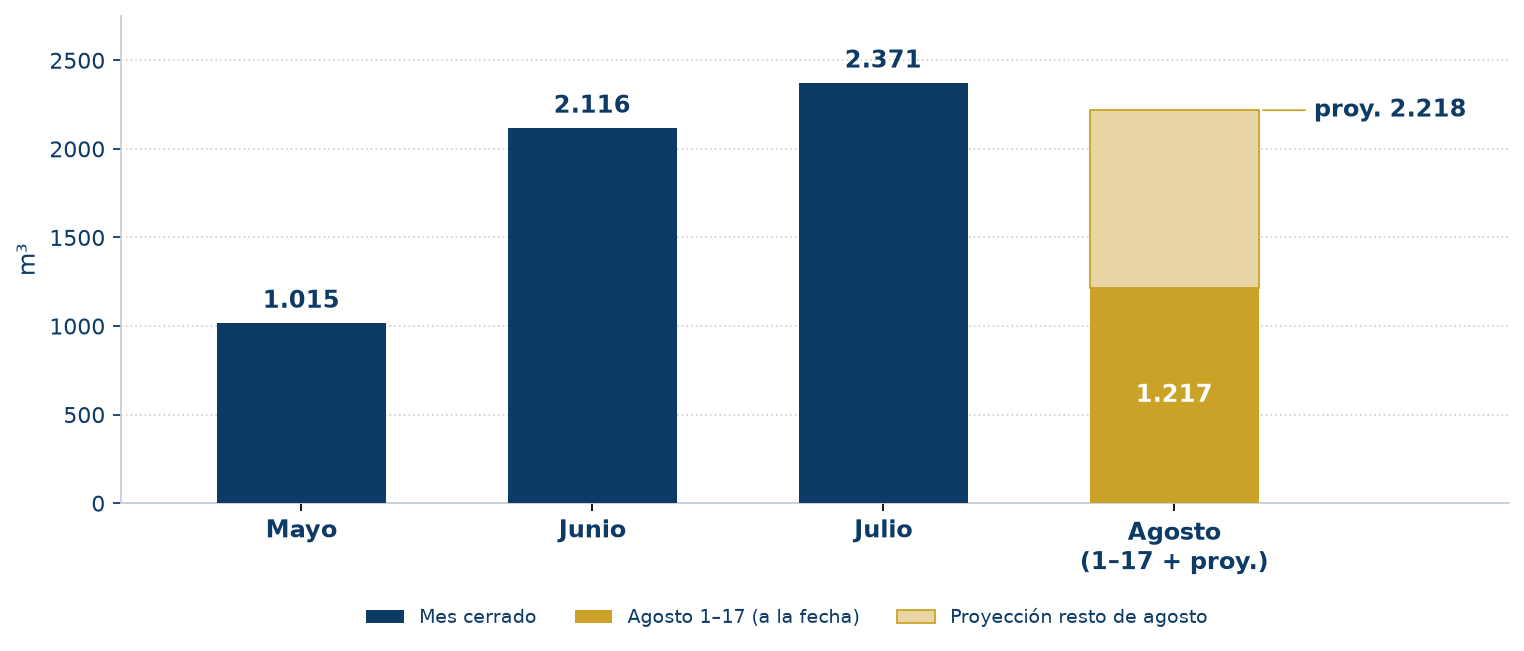 2500
2000
1500
1000
500
0
m³
1.015
2.116
2.371
proy. 2.218
1.217
Mayo
Junio
Julio
Agosto
(1–17 + proy.)
Mes cerrado
Agosto 1–17 (a la fecha)
Proyección resto de agosto